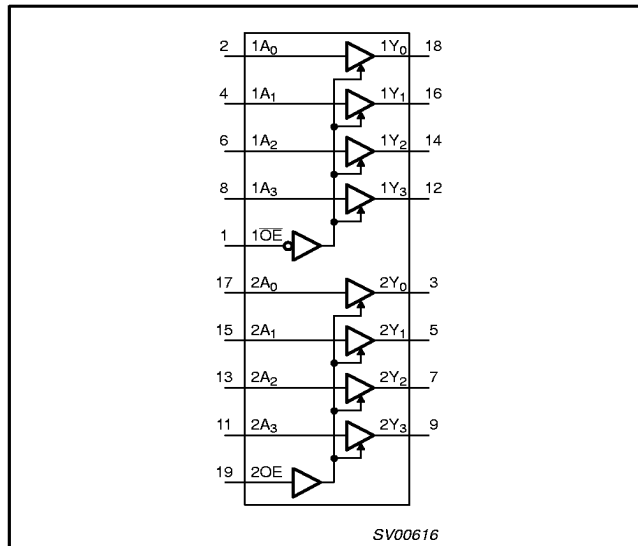 2 1A0 1Y0 18
4 1A1 1Y1 16
6 1A2 1Y2 14
8 1A3 1Y3 12
1 1O̅E̅
17 2A0 2Y0 3
15 2A1 2Y1 5
13 2A2 2Y2 7
11 2A3 2Y3 9
19 2OE
SV00616